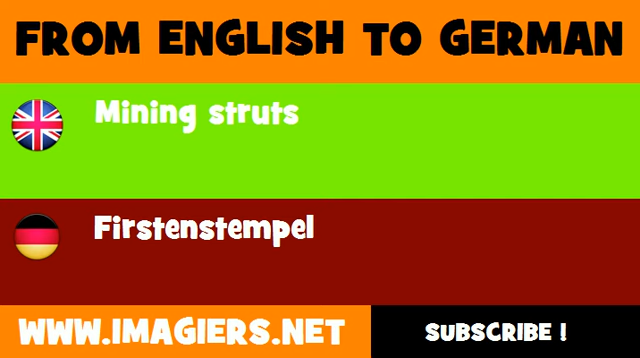 FROM ENGLISH TO GERMAN
Mining struts
Firstenstempel
WWW.IMAGIERS.NET
SUBSCRIBE !